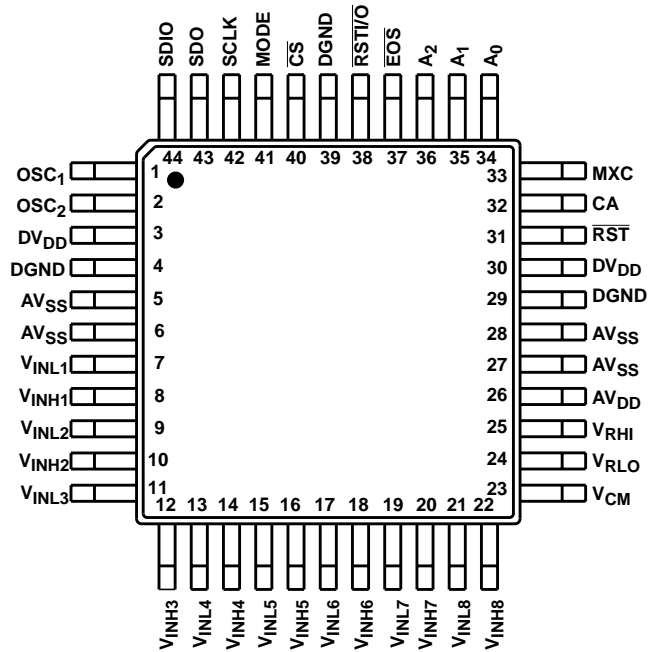 SDIO
SDO
SCLK
MODE
CS
DGND
RSTI/O
EOS
A2
A1
A0
44
43
42
41
40
39
38
37
36
35
34
OSC1
1
33
MXC
OSC2
2
32
CA
DVDD
3
31
RST
DGND
4
30
DVDD
AVSS
5
29
DGND
AVSS
6
28
AVSS
VINL1
7
27
AVSS
VINH1
8
26
AVDD
VINL2
9
25
VRHI
VINH2
10
24
VRLO
VINL3
11
23
VCM
12
13
14
15
16
17
18
19
20
21
22
VINH3
VINL4
VINH4
VINL5
VINH5
VINL6
VINH6
VINL7
VINH7
VINL8
VINH8